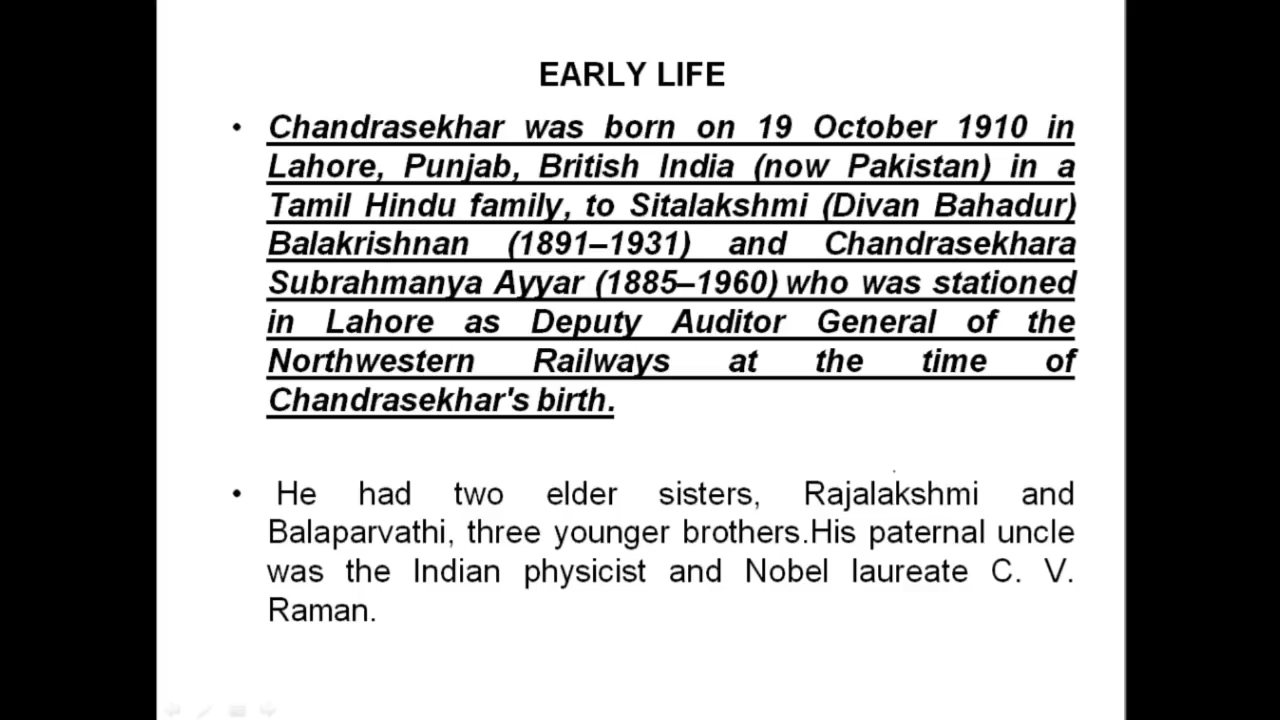 EARLY LIFE
• Chandrasekhar was born on 19 October 1910 in
Lahore, Punjab, British India (now Pakistan) in a
Tamil Hindu family, to Sitalakshmi (Divan Bahadur)
Balakrishnan (1891–1931) and Chandrasekhara
Subrahmanya Ayyar (1885–1960) who was stationed
in Lahore as Deputy Auditor General of the
Northwestern Railways at the time of
Chandrasekhar's birth.
• He had two elder sisters, Rajalakshmi and
Balaparvathi, three younger brothers.His paternal uncle
was the Indian physicist and Nobel laureate C. V.
Raman.